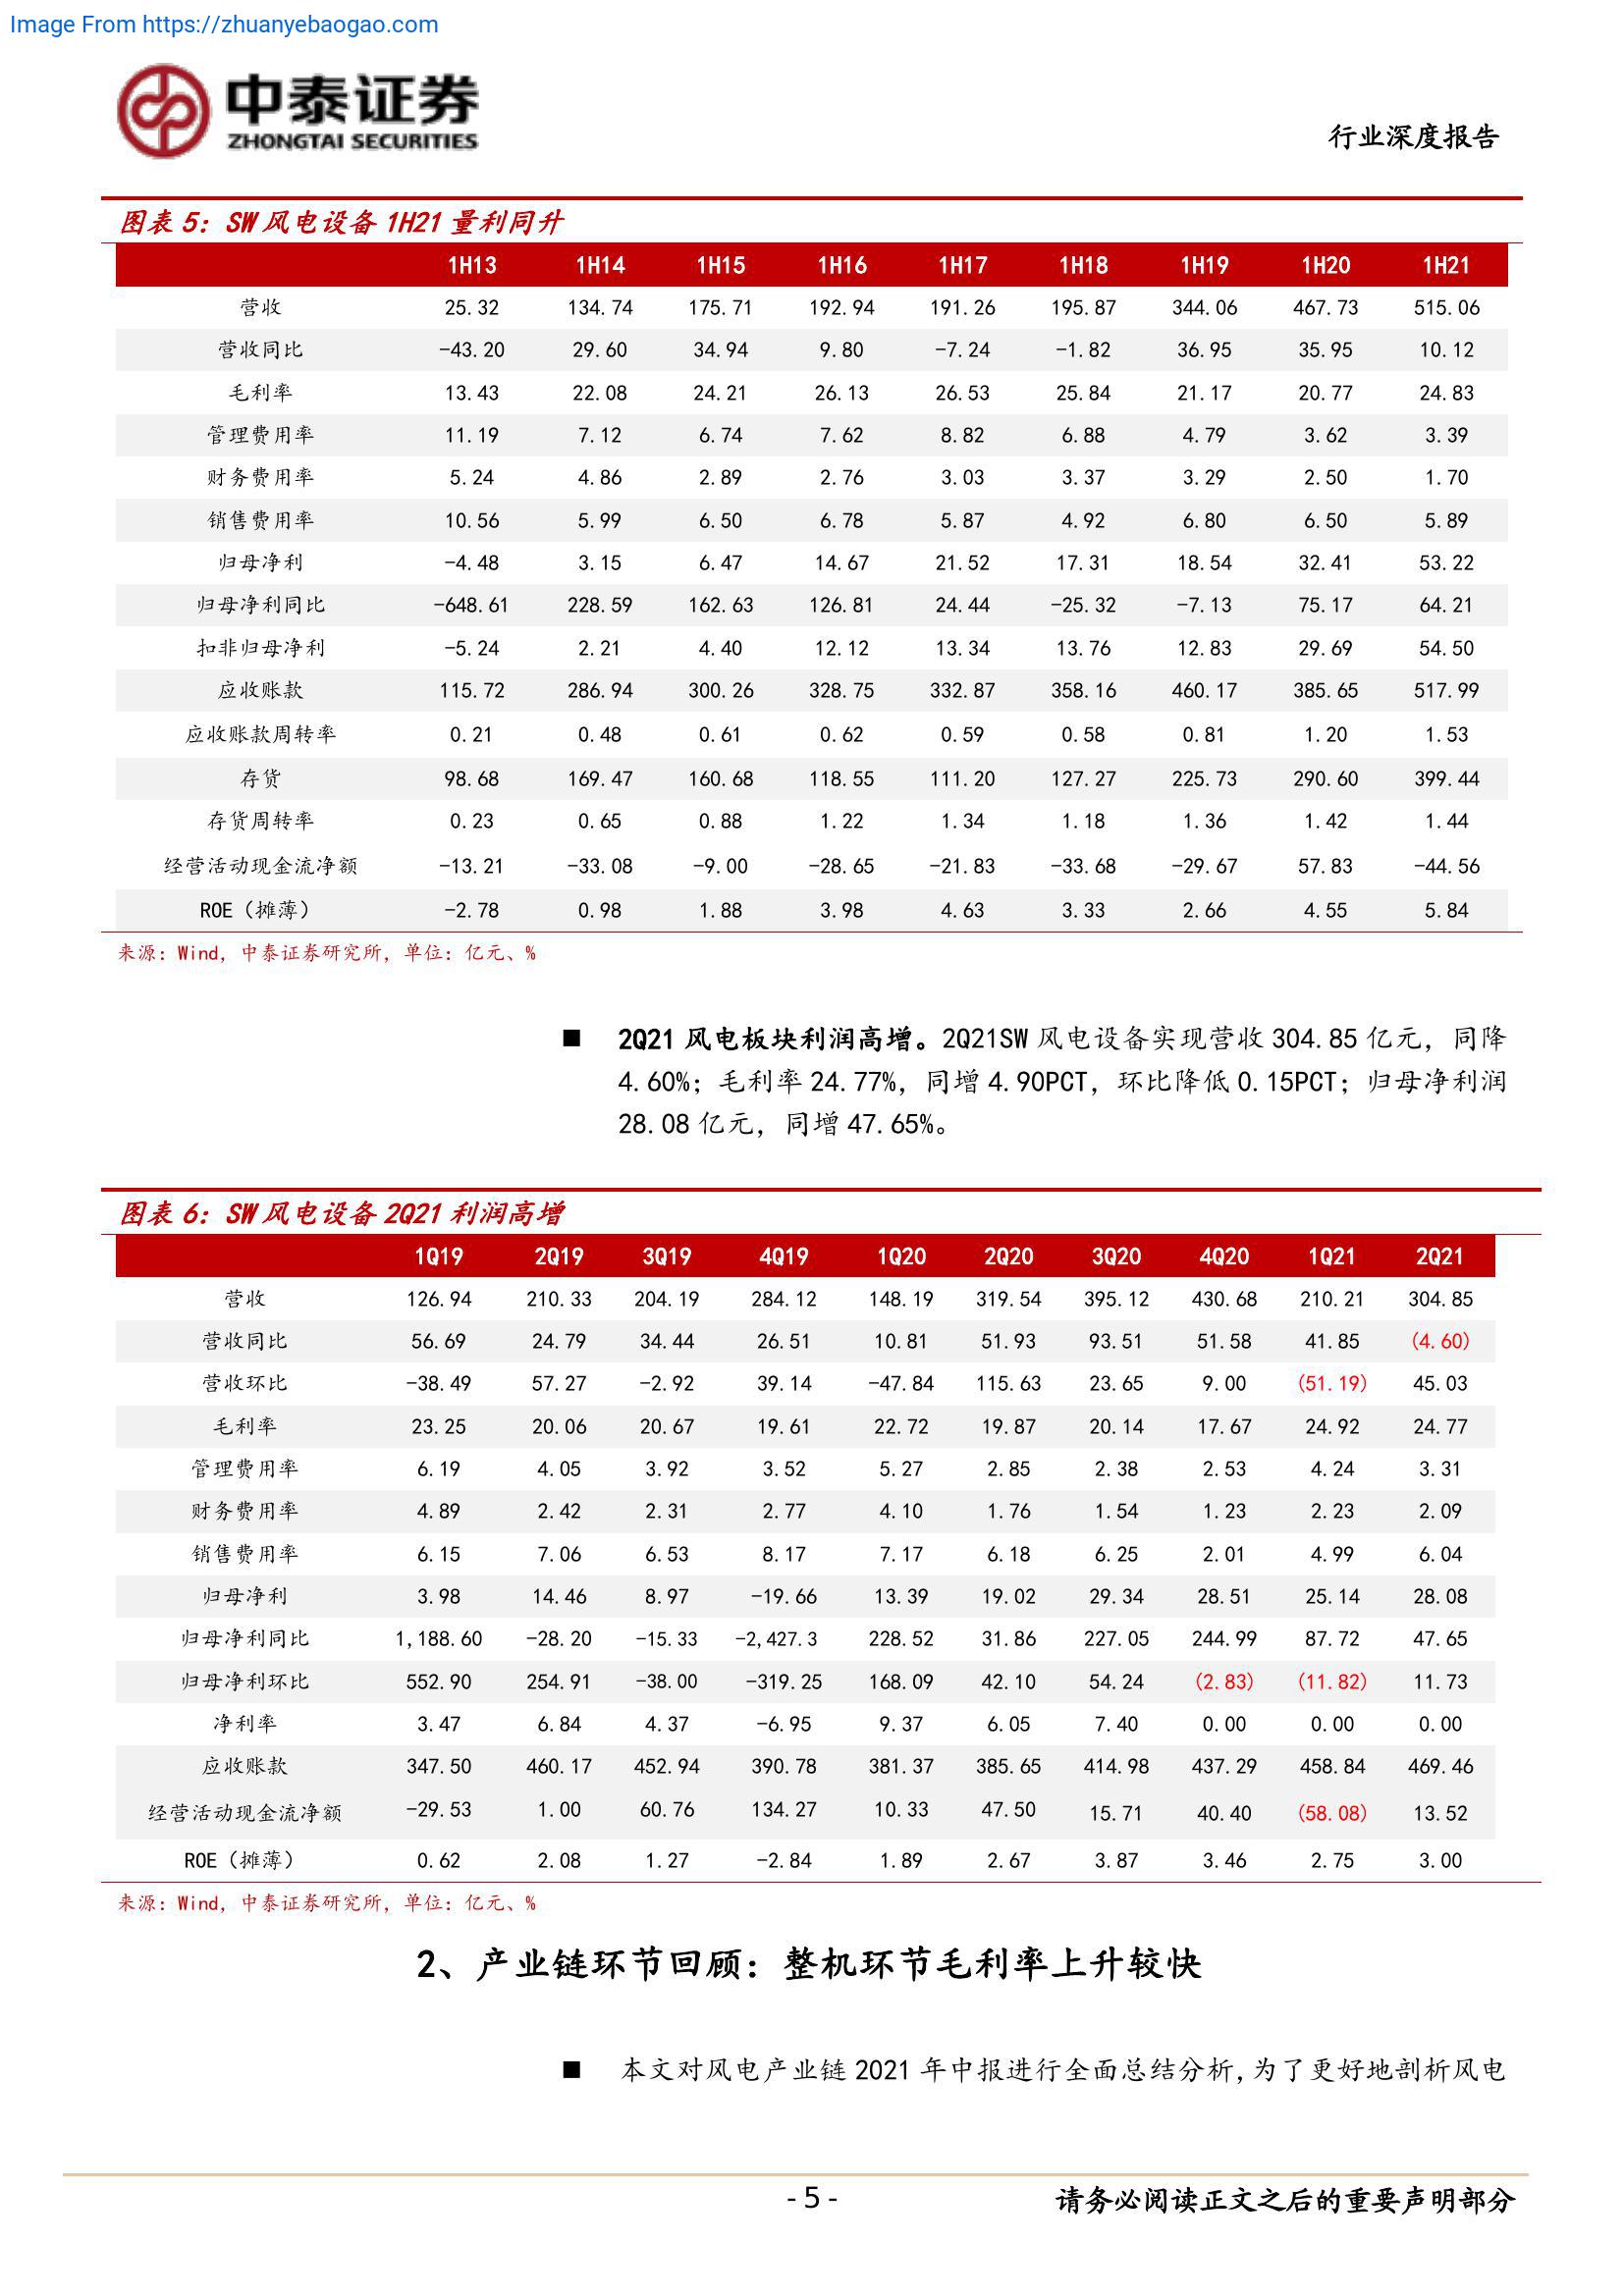 Image From https://zhuanyebaogao.com
中泰证券
ZHONGTAI SECURITIES
行业深度报告
图表 5：SW 风电设备 1H21 量利同升
1H13 1H14 1H15 1H16 1H17 1H18 1H19 1H20 1H21
营收 25.32 134.74 175.71 192.94 191.26 195.87 344.06 467.73 515.06
营收同比 -43.20 29.60 34.94 9.80 -7.24 -1.82 36.95 35.95 10.12
毛利率 13.43 22.08 24.21 26.13 26.53 25.84 21.17 20.77 24.83
管理费用率 11.19 7.12 6.74 7.62 8.82 6.88 4.79 3.62 3.39
财务费用率 5.24 4.86 2.89 2.76 3.03 3.37 3.29 2.50 1.70
销售费用率 10.56 5.99 6.50 6.78 5.87 4.92 6.80 6.50 5.89
归母净利 -4.48 3.15 6.47 14.67 21.52 17.31 18.54 32.41 53.22
归母净利同比 -648.61 228.59 162.63 126.81 24.44 -25.32 -7.13 75.17 64.21
扣非归母净利 -5.24 2.21 4.40 12.12 13.34 13.76 12.83 29.69 54.50
应收账款 115.72 286.94 300.26 328.75 332.87 358.16 460.17 385.65 517.99
应收账款周转率 0.21 0.48 0.61 0.62 0.59 0.58 0.81 1.20 1.53
存货 98.68 169.47 160.68 118.55 111.20 127.27 225.73 290.60 399.44
存货周转率 0.23 0.65 0.88 1.22 1.34 1.18 1.36 1.42 1.44
经营活动现金流净额 -13.21 -33.08 -9.00 -28.65 -21.83 -33.68 -29.67 57.83 -44.56
ROE（摊薄） -2.78 0.98 1.88 3.98 4.63 3.33 2.66 4.55 5.84
来源：Wind，中泰证券研究所，单位：亿元、%
■ 2Q21 风电板块利润高增。2Q21SW 风电设备实现营收 304.85 亿元，同降
4.60%；毛利率 24.77%，同增 4.90PCT，环比降低 0.15PCT；归母净利润
28.08 亿元，同增 47.65%。
图表 6：SW 风电设备 2Q21 利润高增
1Q19 2Q19 3Q19 4Q19 1Q20 2Q20 3Q20 4Q20 1Q21 2Q21
营收 126.94 210.33 204.19 284.12 148.19 319.54 395.12 430.68 210.21 304.85
营收同比 56.69 24.79 34.44 26.51 10.81 51.93 93.51 51.58 41.85 (4.60)
营收环比 -38.49 57.27 -2.92 39.14 -47.84 115.63 23.65 9.00 (51.19) 45.03
毛利率 23.25 20.06 20.67 19.61 22.72 19.87 20.14 17.67 24.92 24.77
管理费用率 6.19 4.05 3.92 3.52 5.27 2.85 2.38 2.53 4.24 3.31
财务费用率 4.89 2.42 2.31 2.77 4.10 1.76 1.54 1.23 2.23 2.09
销售费用率 6.15 7.06 6.53 8.17 7.17 6.18 6.25 2.01 4.99 6.04
归母净利 3.98 14.46 8.97 -19.66 13.39 19.02 29.34 28.51 25.14 28.08
归母净利同比 1,188.60 -28.20 -15.33 -2,427.3 228.52 31.86 227.05 244.99 87.72 47.65
归母净利环比 552.90 254.91 -38.00 -319.25 168.09 42.10 54.24 (2.83) (11.82) 11.73
净利率 3.47 6.84 4.37 -6.95 9.37 6.05 7.40 0.00 0.00 0.00
应收账款 347.50 460.17 452.94 390.78 381.37 385.65 414.98 437.29 458.84 469.46
经营活动现金流净额 -29.53 1.00 60.76 134.27 10.33 47.50 15.71 40.40 (58.08) 13.52
ROE（摊薄） 0.62 2.08 1.27 -2.84 1.89 2.67 3.87 3.46 2.75 3.00
来源：Wind，中泰证券研究所，单位：亿元、%
2、产业链环节回顾：整机环节毛利率上升较快
■ 本文对风电产业链 2021 年中报进行全面总结分析，为了更好地剖析风电
- 5 -
请务必阅读正文之后的重要声明部分